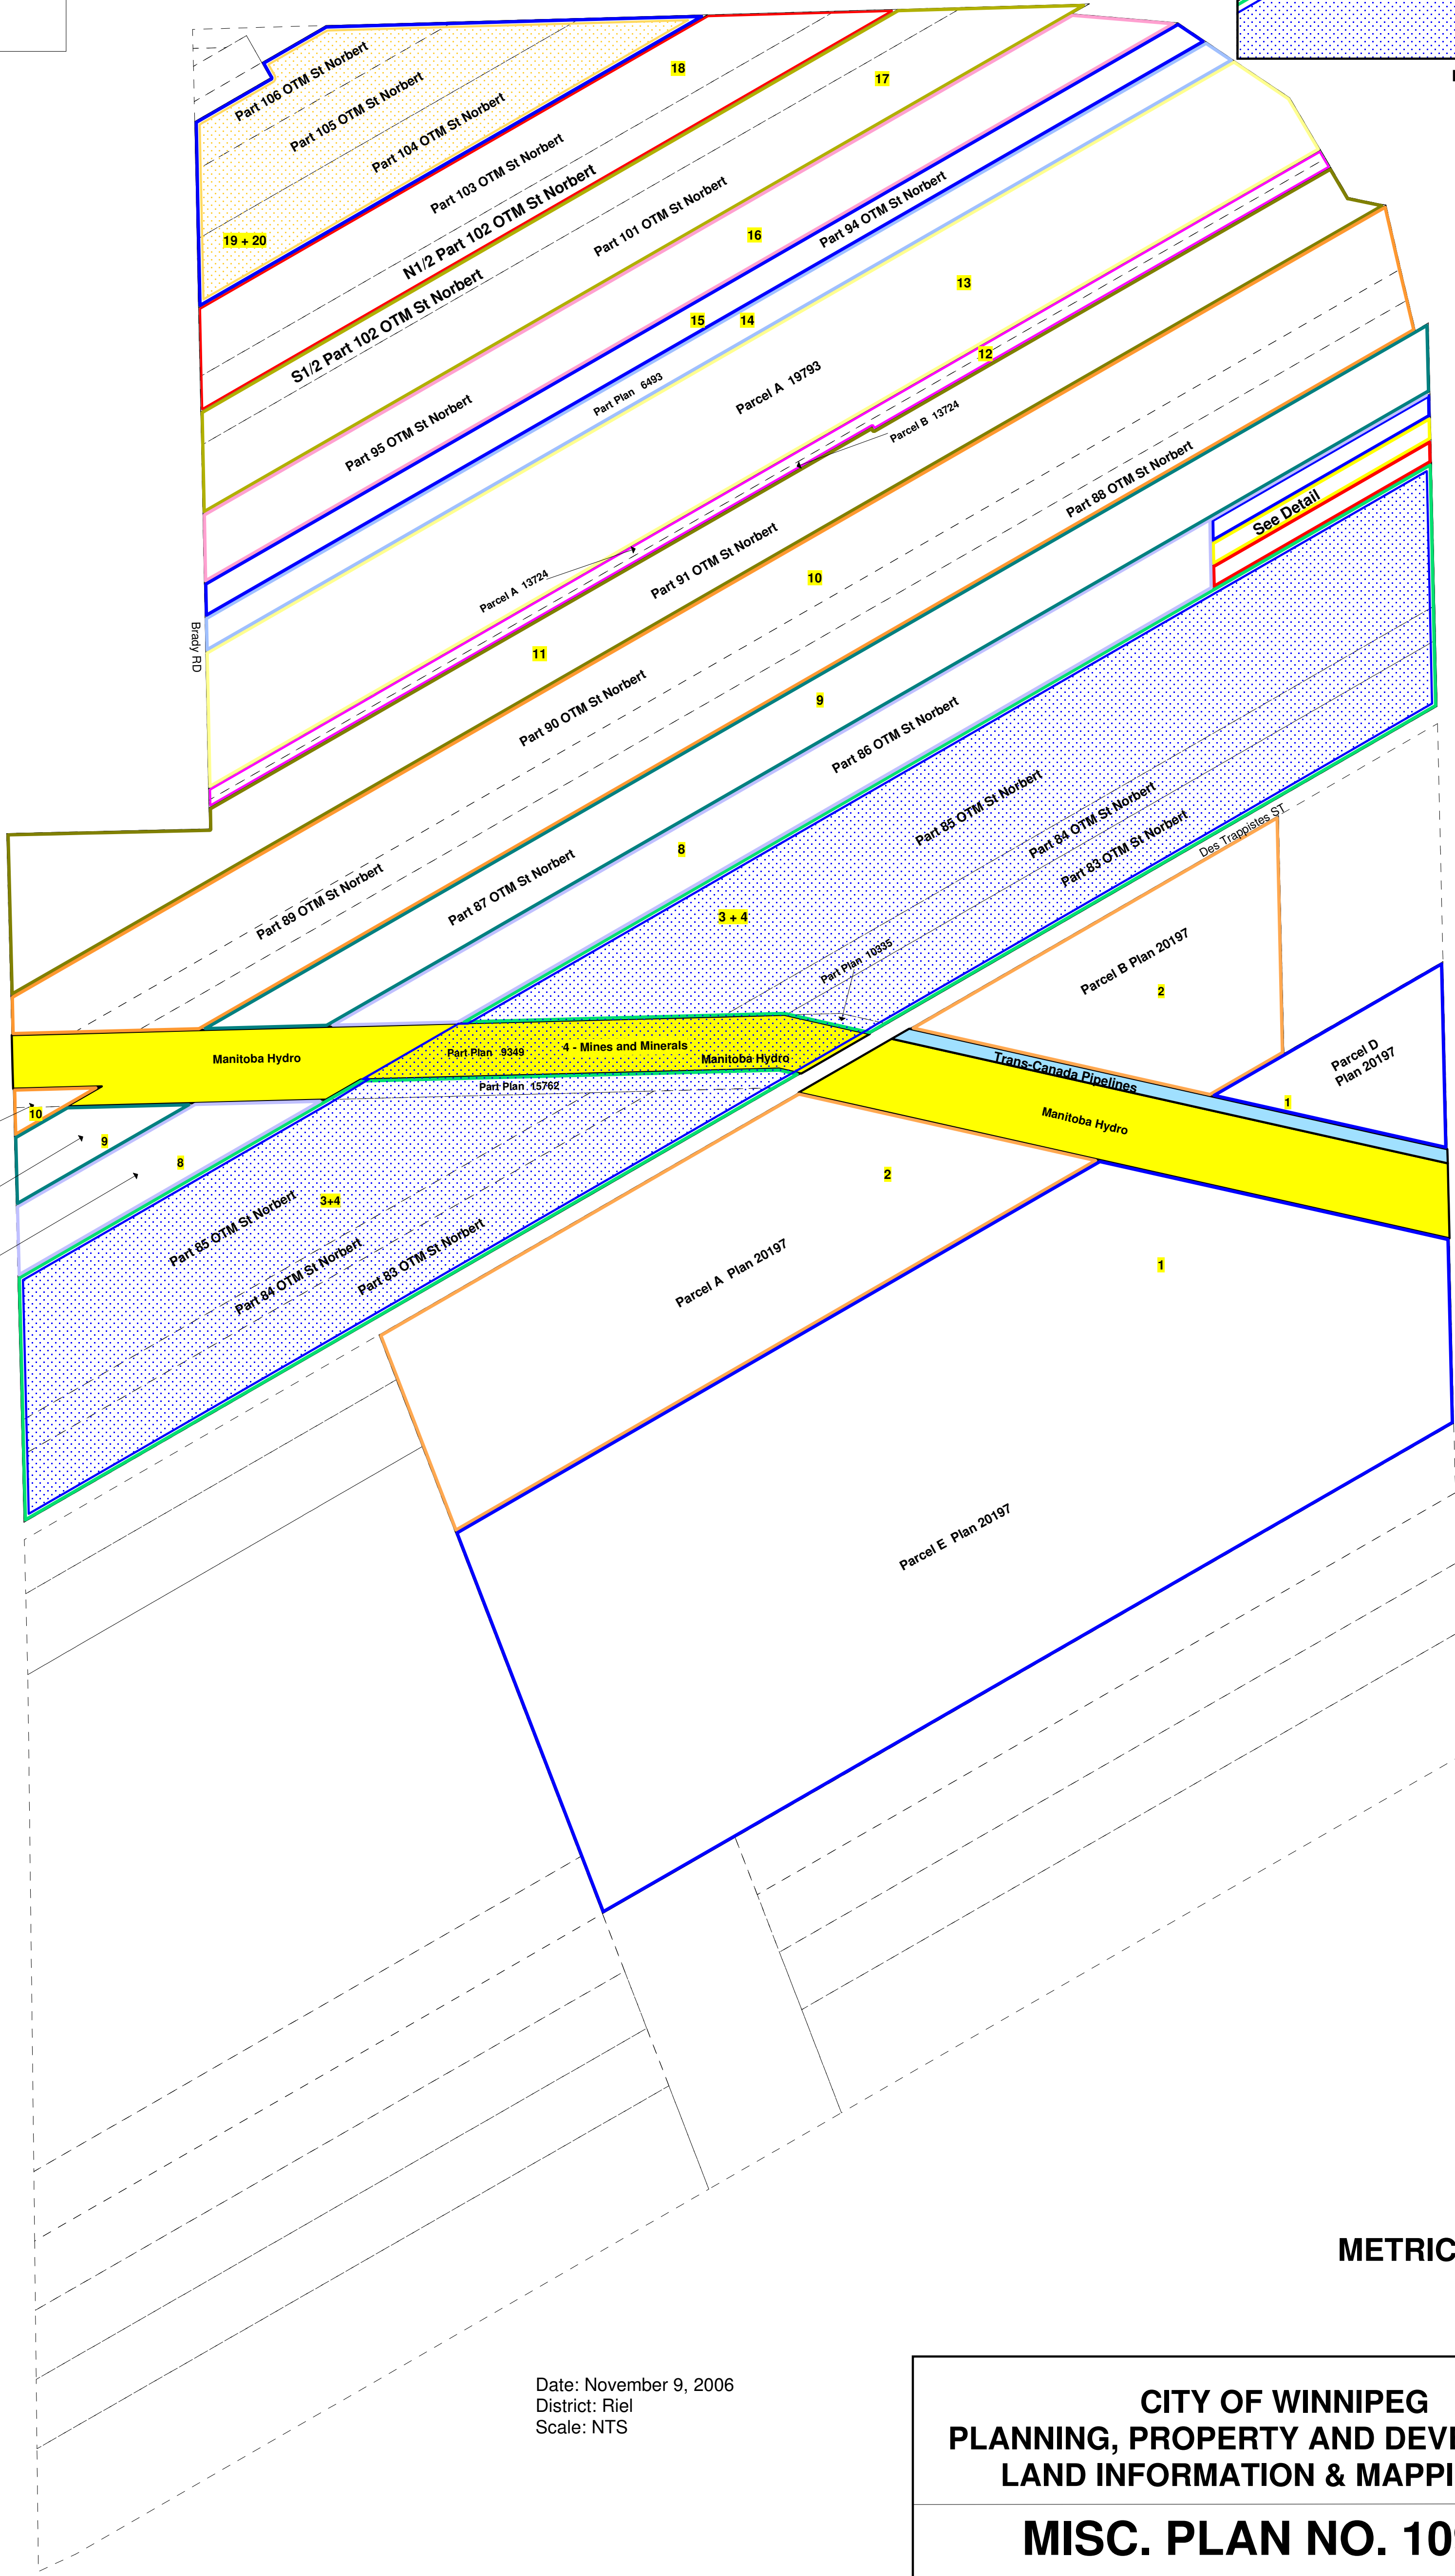 Part 106 OTM St Norbert
Part 105 OTM St Norbert
Part 104 OTM St Norbert
18
17
Part 103 OTM St Norbert
N1/2 Part 102 OTM St Norbert
19 + 20
S1/2 Part 102 OTM St Norbert
Part 101 OTM St Norbert
16
Part 94 OTM St Norbert
13
15
14
12
Part 95 OTM St Norbert
Part Plan 6493
Parcel A 19793
Parcel B 13724
Part 88 OTM St Norbert
See Detail
Parcel A 13724
Part 91 OTM St Norbert
10
Brady RD
11
Part 90 OTM St Norbert
9
Part 86 OTM St Norbert
Part 85 OTM St Norbert
Part 84 OTM St Norbert
Part 83 OTM St Norbert
Des Trappistes ST
8
Part 89 OTM St Norbert
Part 87 OTM St Norbert
3 + 4
Part Plan 10335
Parcel B Plan 20197
2
Manitoba Hydro
Part Plan 9349
4 - Mines and Minerals
Manitoba Hydro
Part Plan 15762
Trans-Canada Pipelines
Parcel D
Plan 20197
1
Manitoba Hydro
10
9
8
2
3+4
Part 85 OTM St Norbert
Part 84 OTM St Norbert
Part 83 OTM St Norbert
Parcel A Plan 20197
1
Parcel E Plan 20197
METRIC
Date: November 9, 2006
District: Riel
Scale: NTS
CITY OF WINNIPEG
PLANNING, PROPERTY AND
LAND INFORMATION &
MISC. PLAN NO.